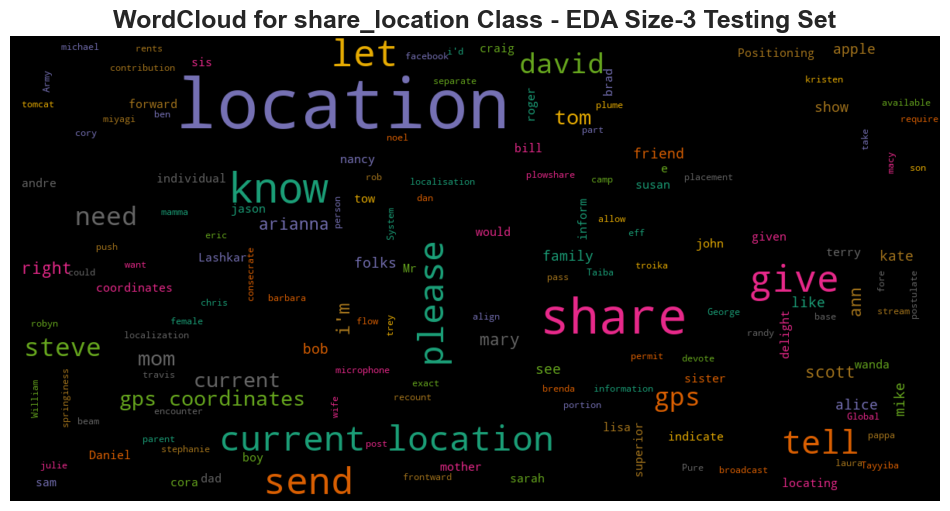 WordCloud for share_location Class - EDA Size-3 Testing Set
michael
rents
let
facebook
i'd
craig
david
Positioning
apple
sis
contribution
Army
location
separate
brad
kristen
tomcat
forward
miyagi
ben
roger
tom
plume
part
show
available
require
cory
noel
bill
take
nancy
friend
e
macy
son
andre
individual
know
rob
localisation
plowshare
camp
susan
placement
need
mamma
jason
arianna
person
tow
dan
System
would
inform
allow
eff
john
given
eric
push
could
want
right
coordinates
Lashkar
consecrate
folks
Mr
please
family
pass
Taiba
troika
terry
kate
fore
postulate
give
like
ann
stream
base
barbara
chris
i'm
flow
trey
align
share
George
randy
delight
robyn
female
localization
steve
mom
bob
mary
see
permit
devote
wanda
travis
current
microphone
exact
recount
brenda
information
sister
scott
William
springiness
gps coordinates
encounter
beam
wife
portion
gps
alice
mike
Global
parent
stephanie
current location
post
lisa
superior
indicate
tell
pappa
Daniel
boy
mother
Pure
broadcast
laura
Tayyiba
julie
sam
cora
dad
send
frontward
sarah
locating